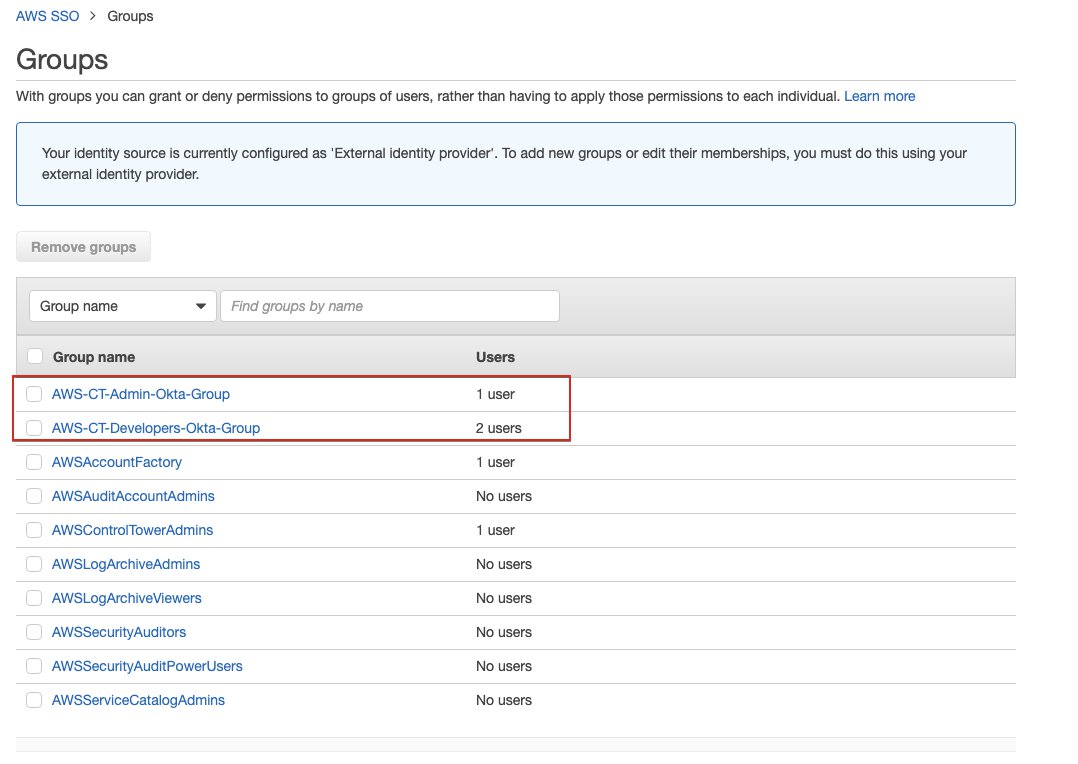 AWS SSO > Groups
Groups
With groups you can grant or deny permissions to groups of users, rather than having to apply those permissions to each individual. Learn more
Your identity source is currently configured as 'External identity provider'. To add new groups or edit their memberships, you must do this using your
external identity provider.
Remove groups
Group name Find groups by name
Group name Users
AWS-CT-Admin-Okta-Group 1 user
AWS-CT-Developers-Okta-Group 2 users
AWSAccountFactory 1 user
AWSAuditAccountAdmins No users
AWSControlTowerAdmins 1 user
AWSLogArchiveAdmins No users
AWSLogArchiveViewers No users
AWSSecurityAuditors No users
AWSSecurityAuditPowerUsers No users
AWSServiceCatalogAdmins No users